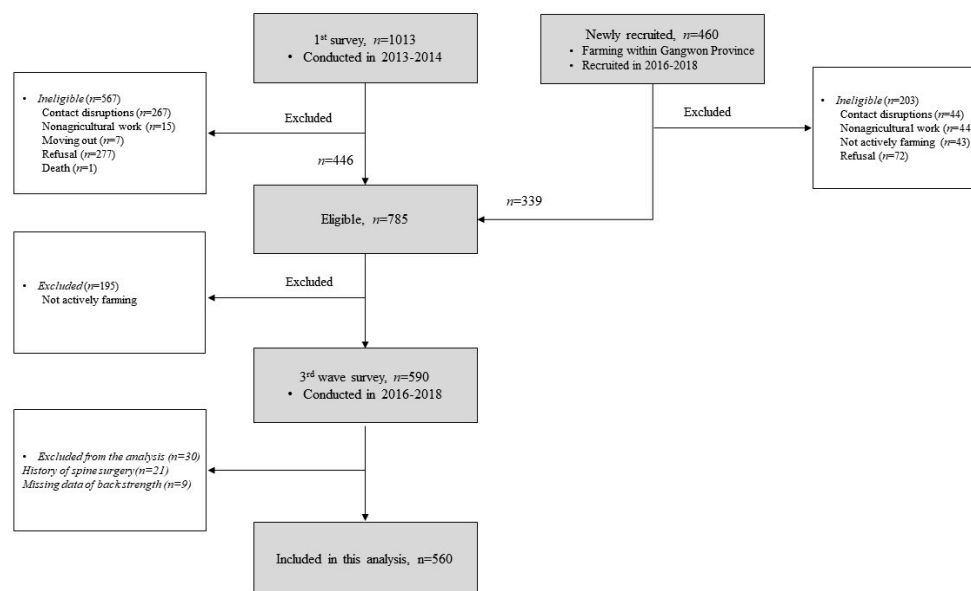 1st survey, n=1013
• Conducted in 2013-2014
Newly recruited, n=460
• Farming within Gangwon Province
• Recruited in 2016-2018
• Ineligible (n=567)
Contact disruptions (n=267)
Nonagricultural work (n=15)
Moving out (n=7)
Refusal (n=277)
Death (n=1)
Excluded
Excluded
• Ineligible (n=203)
Contact disruptions (n=44)
Nonagricultural work (n=44
Not actively farming (n=43)
Refusal (n=72)
n=446
n=339
Eligible, n=785
• Excluded (n=195)
Not actively farming
Excluded
3rd wave survey, n=590
• Conducted in 2016-2018
• Excluded from the analysis (n=30)
History of spine surgery (n=21)
Missing data of back strength (n=9)
Included in this analysis, n=560